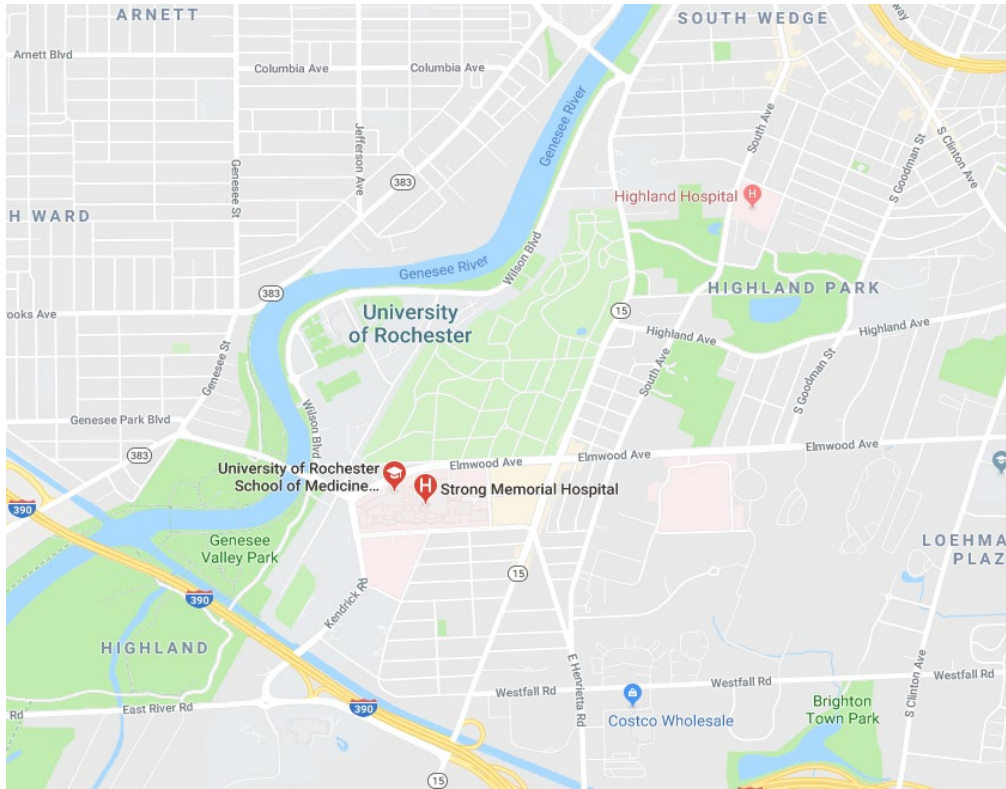 ARNETT
SOUTH WEDGE
Arnett Blvd
Columbia Ave
Columbia Ave
Genesee River
South Ave
S Clinton Ave
Jefferson Ave
Genesee St
383
S Goodman St
Highland Hospital
H
H WARD
Genesee River
Wilson Blvd
383
HIGHLAND PARK
University
of Rochester
15
rooks Ave
Highland Ave
Highland Ave
Genesee St
South Ave
S Goodman St
Genesee Park Blvd
Wilson Blvd
383
Elmwood Ave
Elmwood Ave
Elmwood Ave
University of Rochester
School of Medicine...
H
Strong Memorial Hospital
390
Genesee
Valley Park
LOEHMA
PLAZ
15
390
Kendrick Rd
HIGHLAND
E Henrietta Rd
Westfall Rd
Westfall Rd
S Clinton Ave
Brighton
Town Park
Rd
East River Rd
390
Costco Wholesale
15